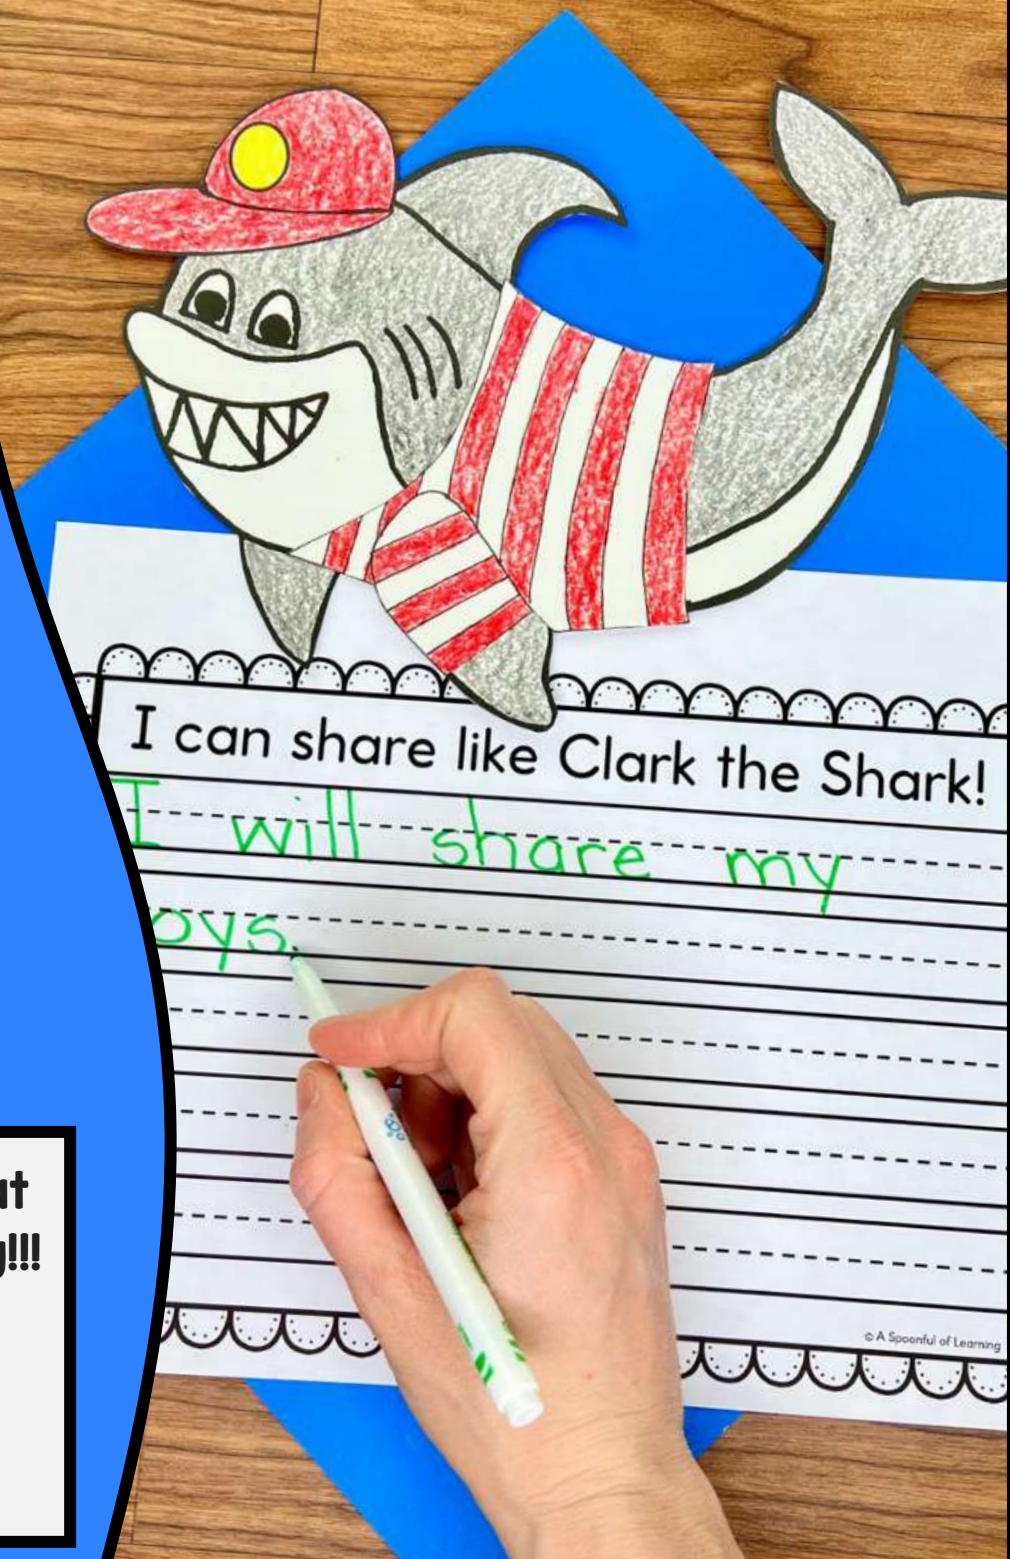 I can share like Clark the Shark!
I will share my
oys.
!!!
© A Spoonful of Learning